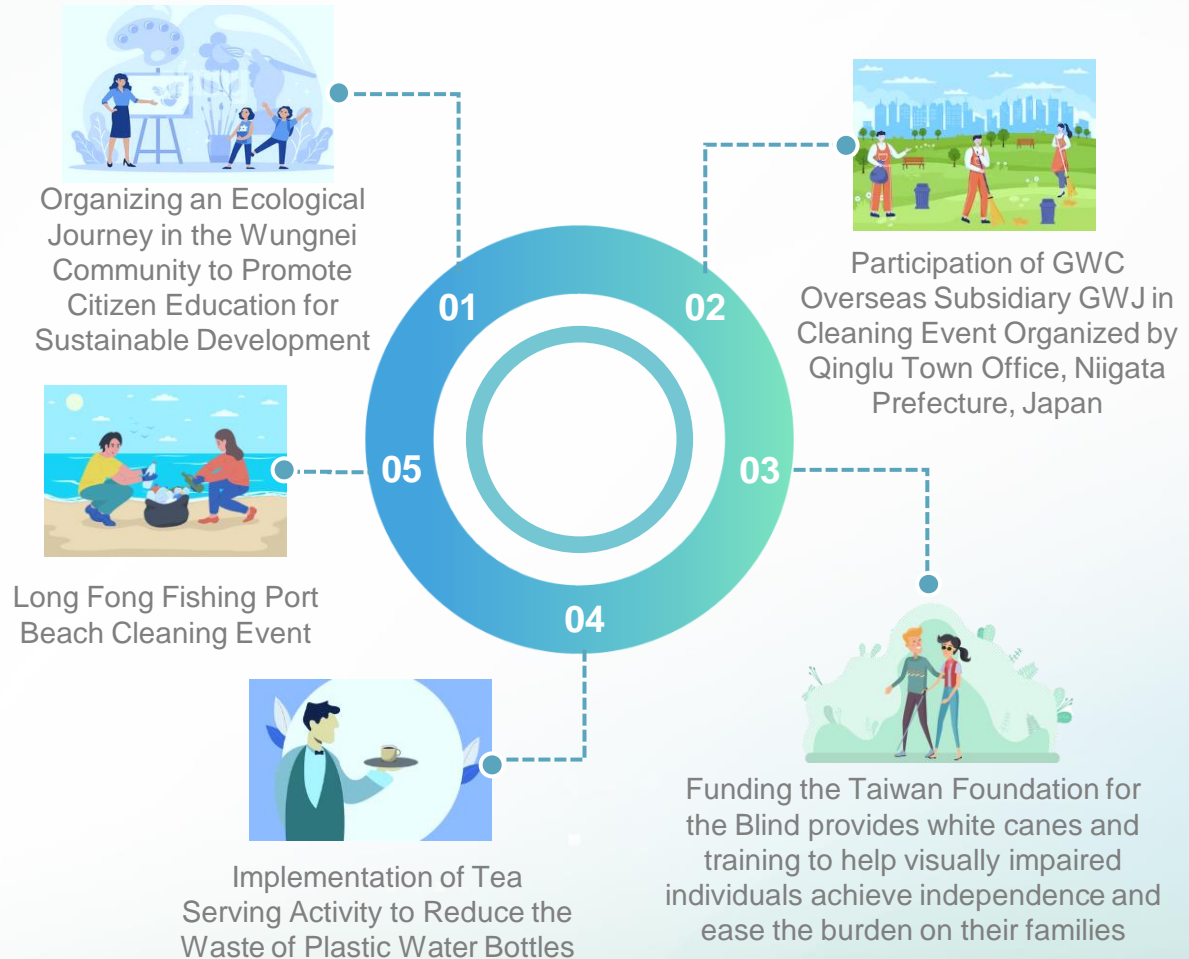 01
Organizing an Ecological
Journey in the Wungnei
Community to Promote
Citizen Education for
Sustainable Development
02
Participation of GWC
Overseas Subsidiary GWJ in
Cleaning Event Organized by
Qinglu Town Office, Niigata
Prefecture, Japan
03
Funding the Taiwan Foundation for
the Blind provides white canes and
training to help visually impaired
individuals achieve independence and
ease the burden on their families
04
Implementation of Tea
Serving Activity to Reduce the
Waste of Plastic Water Bottles
05
Long Fong Fishing Port
Beach Cleaning Event